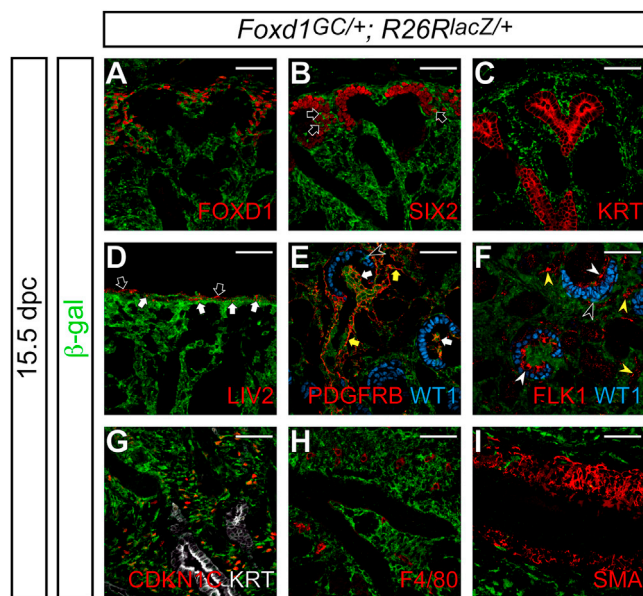 Foxd1GC/+; R26RlacZ/+
15.5 dpc
β-gal
A
FOXD1
B
SIX2
C
KRT
D
LIV2
E
PDGFRB WT1
F
FLK1 WT1
G
CDKN1C KRT
H
F4/80
I
SMA